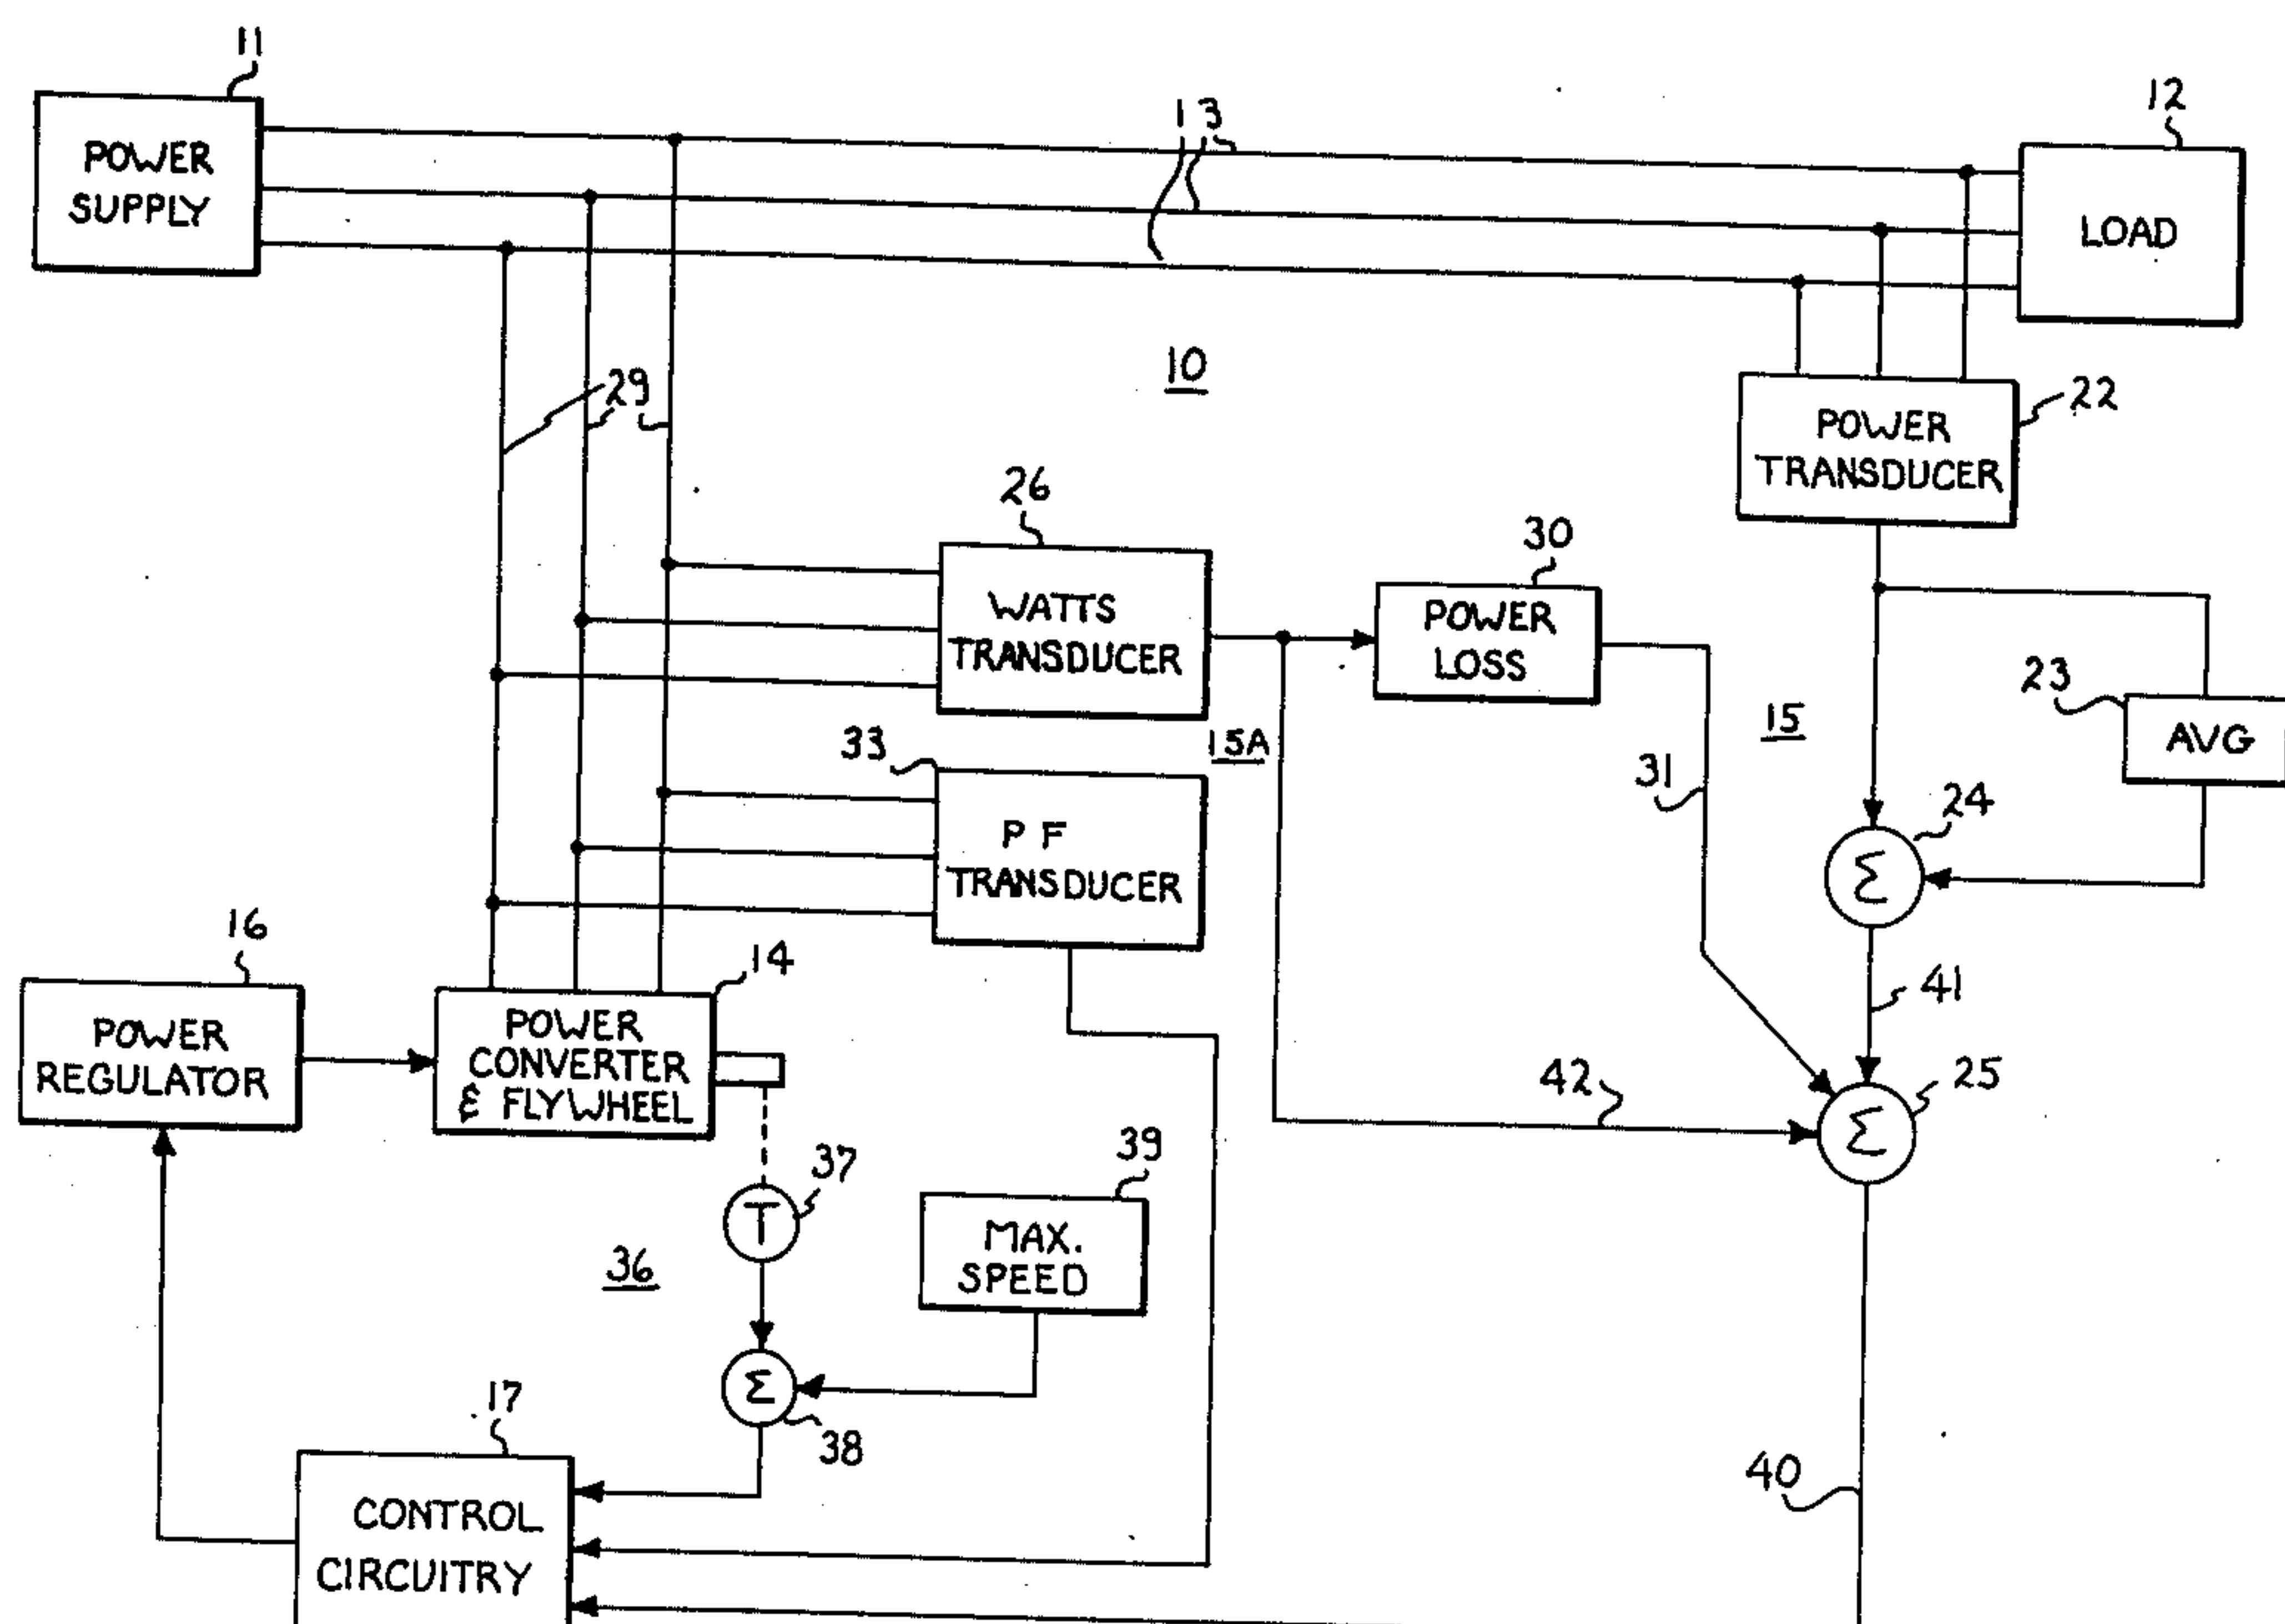 11
POWER
SUPPLY
13
12
LOAD
10
29
22
POWER
TRANSDUCER
26
WATTS
TRANSDUCER
30
POWER
LOSS
15
23
AVG
15A
33
P F
TRANSDUCER
31
24
Σ
41
16
POWER
REGULATOR
14
POWER
CONVERTER
& FLYWHEEL
42
25
Σ
37
T
39
MAX.
SPEED
36
Σ
38
17
CONTROL
CIRCUITRY
40